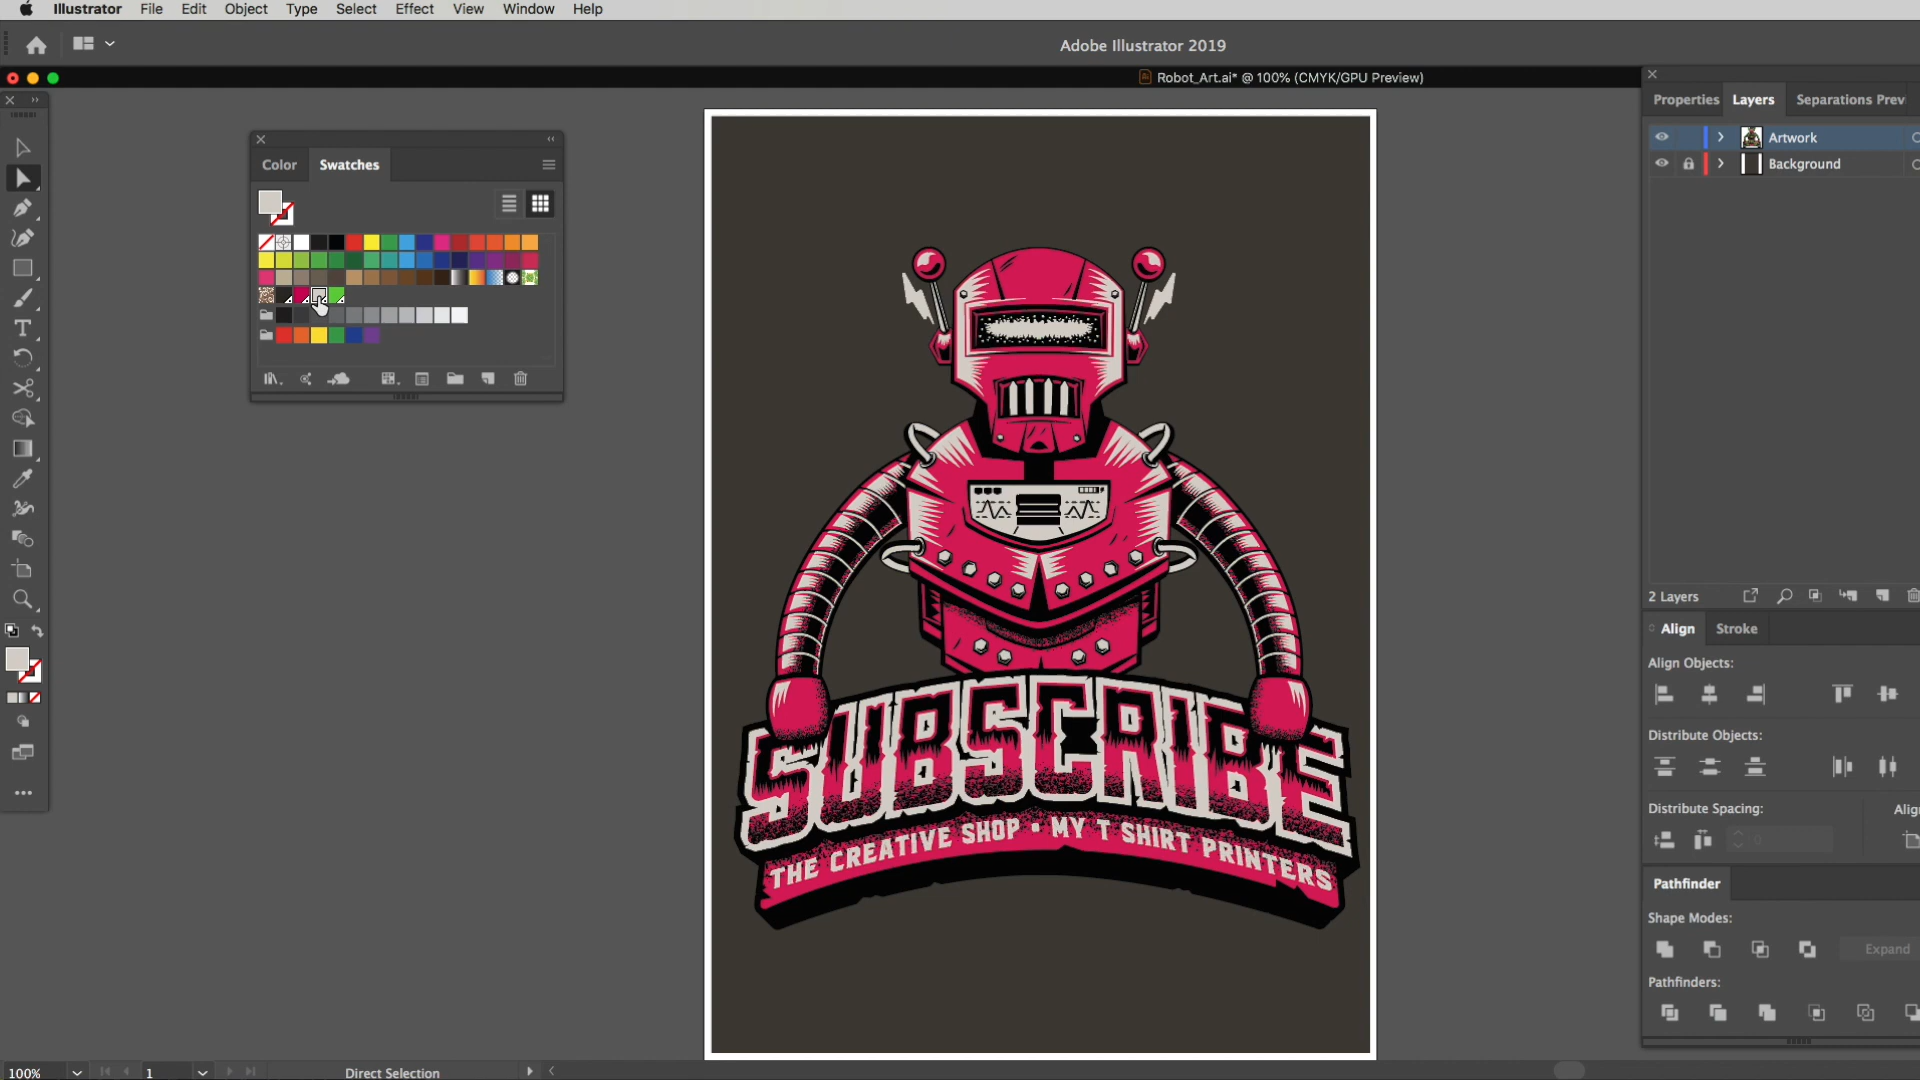 Illustrator File Edit Object Type Select Effect View Window Help
Adobe Illustrator 2019
Robot_Art.ai* @ 100% (CMYK/GPU Preview)
Color Swatches
Properties Layers Separations Prev
Artwork
Background
SUBSCRIBE
THE CREATIVE SHOP • MY T SHIRT PRINTERS
2 Layers
Align Stroke
Align Objects:
Distribute Objects:
Distribute Spacing: Alig
0
Pathfinder
Shape Modes:
Expand
Pathfinders:
100% 1 Direct Selection